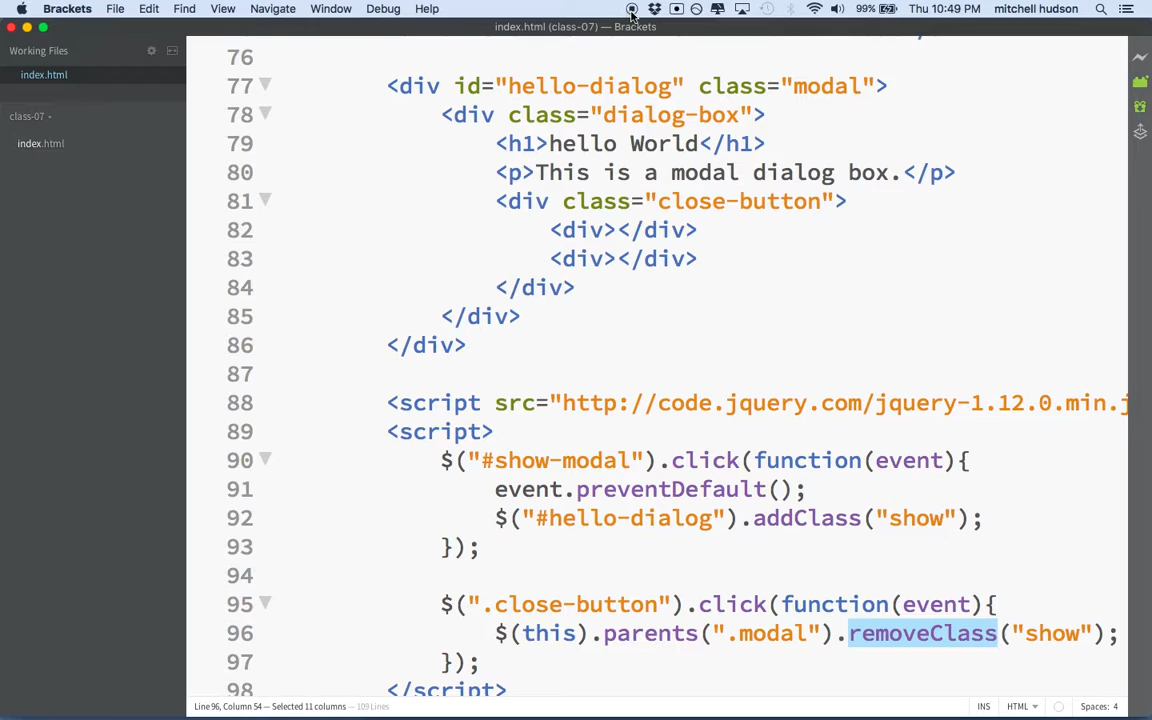 Brackets File Edit Find View Navigate Window Debug Help 99% Thu 10:49 PM mitchell hudson
index.html (class-07) — Brackets
Working Files
index.html
class-07
index.html
76
77 <div id="hello-dialog" class="modal">
78 <div class="dialog-box">
79 <h1>hello World</h1>
80 <p>This is a modal dialog box.</p>
81 <div class="close-button">
82 <div></div>
83 <div></div>
84 </div>
85 </div>
86 </div>
87
88 <script src="http://code.jquery.com/jquery-1.12.0.min.j
89 <script>
90 $("#show-modal").click(function(event){
91 event.preventDefault();
92 $("#hello-dialog").addClass("show");
93 });
94
95 $(".close-button").click(function(event){
96 $(this).parents(".modal").removeClass("show");
97 });
98 </script>
Line 96, Column 54 — Selected 11 columns — 109 Lines INS HTML Spaces: 4